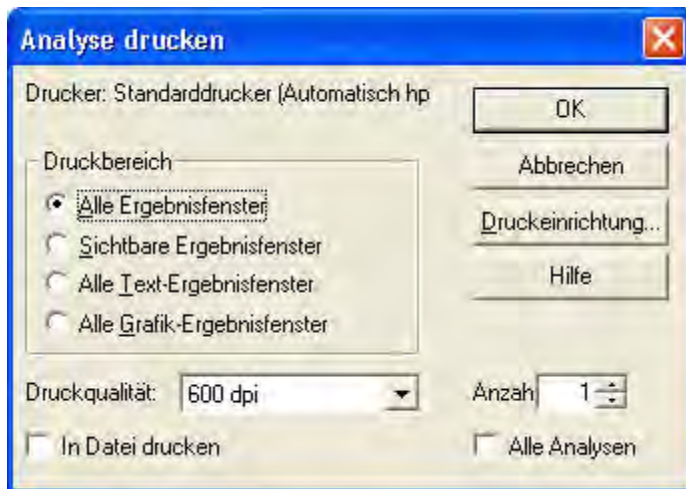 Analyse drucken
Drucker: Standarddrucker (Automatisch hp
OK
Druckbereich
Abbrechen
Alle Ergebnisfenster
Druckeinrichtung...
Sichtbare Ergebnisfenster
Hilfe
Alle Text-Ergebnisfenster
Alle Grafik-Ergebnisfenster
Druckqualität: 600 dpi
Anzah 1
In Datei drucken
Alle Analysen